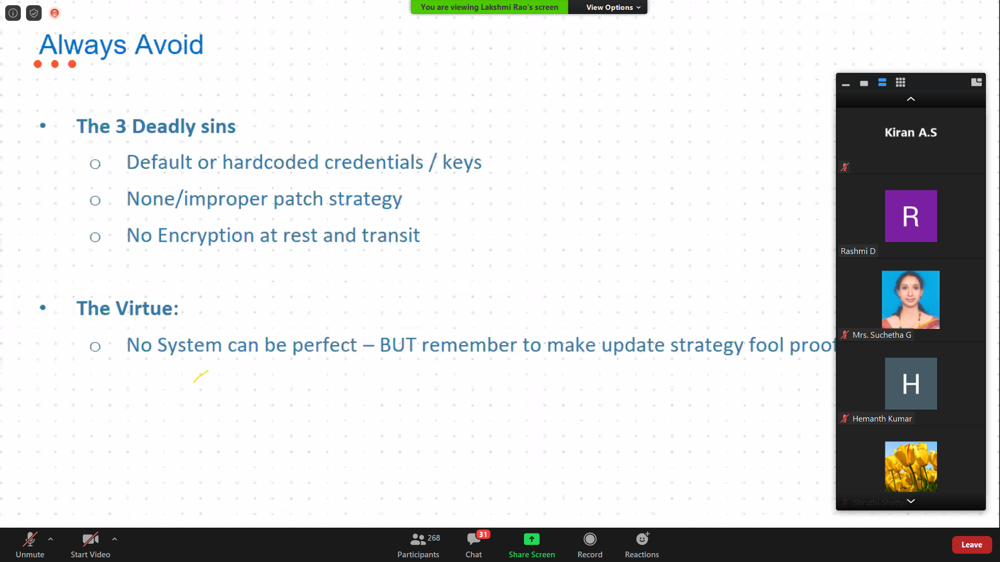 You are viewing Lakshmi Rao's screen
View Options
Always Avoid
• The 3 Deadly sins
o Default or hardcoded credentials / keys
o None/improper patch strategy
o No Encryption at rest and transit
• The Virtue:
o No System can be perfect – BUT remember to make update strategy fool proof
Kiran A.S
R
Rashmi D
Mrs. Suchetha G
H
Hemanth Kumar
Shruthi Shetty
Unmute
Start Video
268
Participants
31
Chat
Share Screen
Record
Reactions
Leave